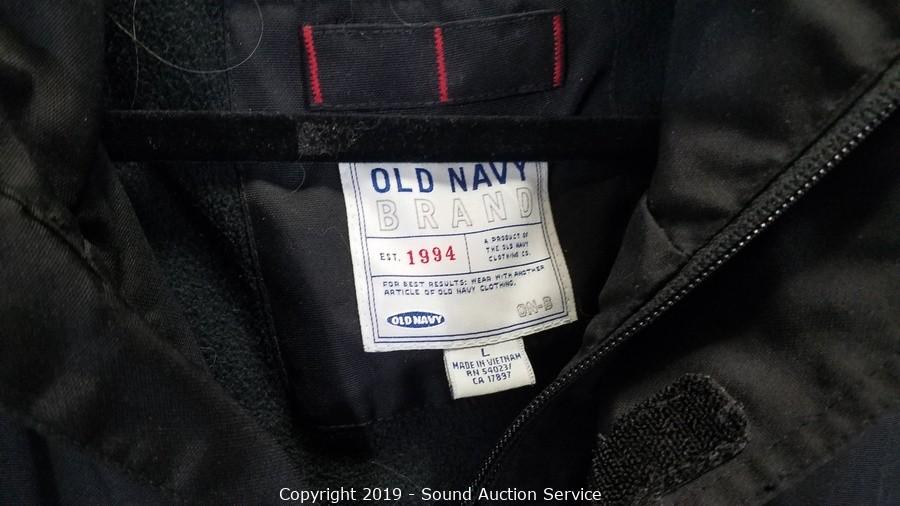 OLD NAVY
BRAND
EST. 1994
A PRODUCT OF
THE OLD NAVY
CLOTHING CO.
FOR BEST RESULTS: WEAR WITH ANOTHER
ARTICLE OF OLD NAVY CLOTHING.
ON-B
OLD NAVY
L
MADE IN VIETNAM
RN 54023/
CA 17897
Copyright 2019 - Sound Auction Service